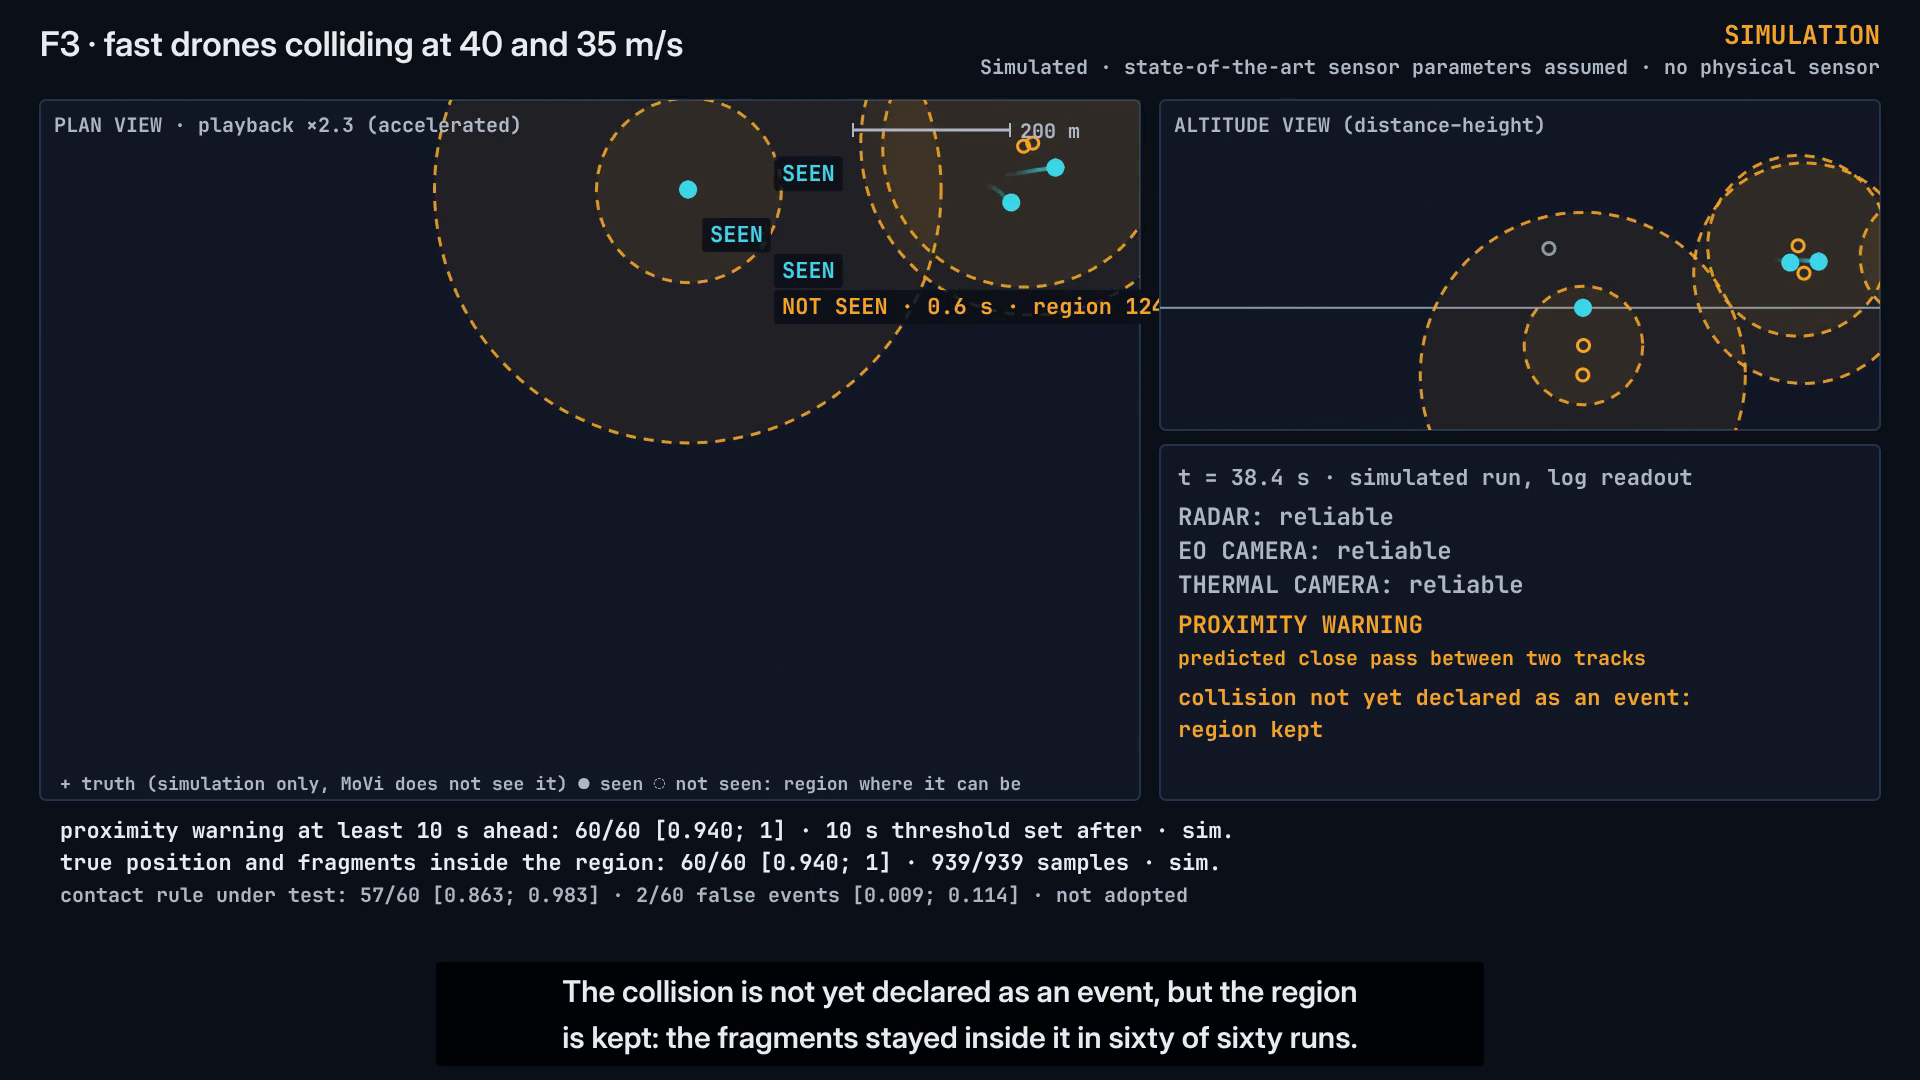 F3 · fast drones colliding at 40 and 35 m/s
SIMULATION
Simulated · state-of-the-art sensor parameters assumed · no physical sensor
PLAN VIEW · playback ×2.3 (accelerated)
200 m
SEEN
SEEN
SEEN
NOT SEEN · 0.6 s · region 124
+ truth (simulation only, MoVi does not see it) ● seen ◌ not seen: region where it can be
ALTITUDE VIEW (distance-height)
t = 38.4 s · simulated run, log readout
RADAR: reliable
EO CAMERA: reliable
THERMAL CAMERA: reliable
PROXIMITY WARNING
predicted close pass between two tracks
collision not yet declared as an event:
region kept
proximity warning at least 10 s ahead: 60/60 [0.940; 1] · 10 s threshold set after · sim.
true position and fragments inside the region: 60/60 [0.940; 1] · 939/939 samples · sim.
contact rule under test: 57/60 [0.863; 0.983] · 2/60 false events [0.009; 0.114] · not adopted
The collision is not yet declared as an event, but the region
is kept: the fragments stayed inside it in sixty of sixty runs.